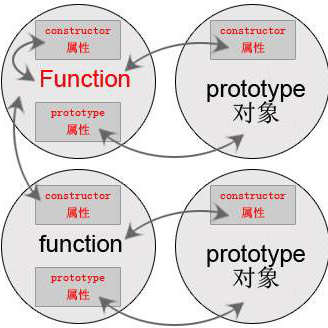 constructor
属性
Function
prototype
属性
constructor
属性
prototype
对象
constructor
属性
function
prototype
属性
constructor
属性
prototype
对象